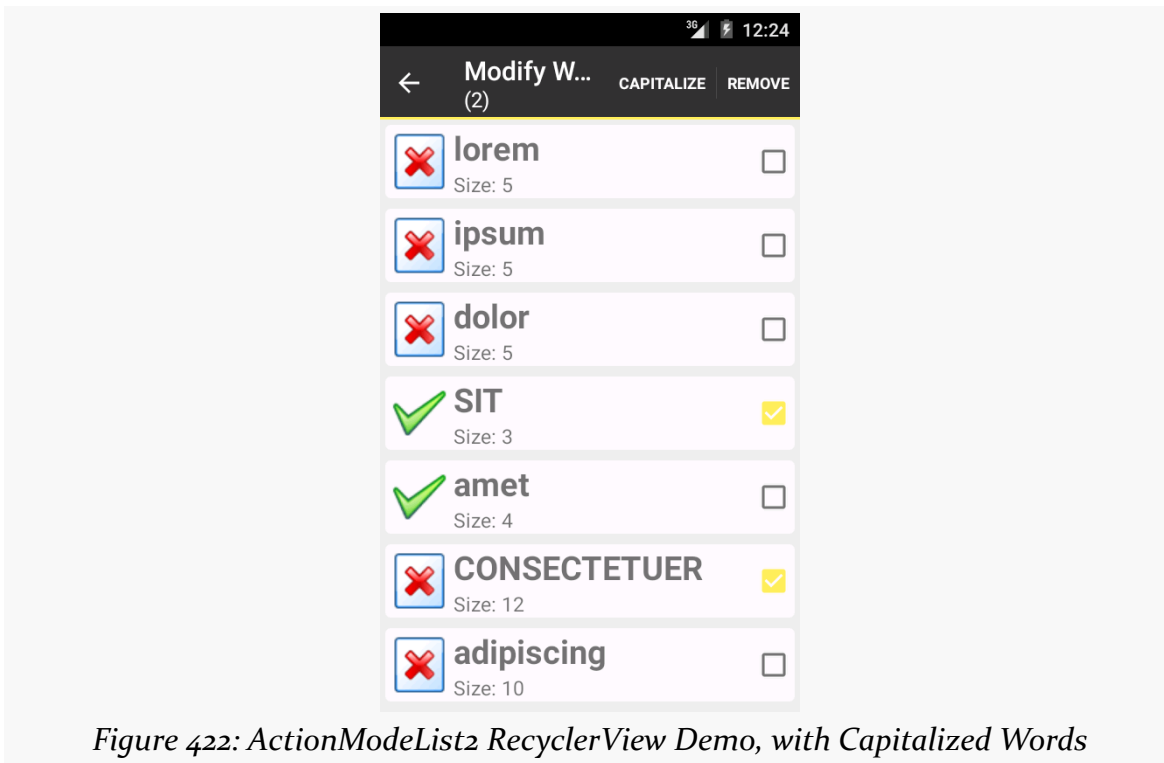 3G 12:24
Modify W...
(2)
CAPITALIZE REMOVE
lorem
Size: 5
ipsum
Size: 5
dolor
Size: 5
SIT
Size: 3
amet
Size: 4
CONSECTETUER
Size: 12
adipiscing
Size: 10
Figure 422: ActionModeList2 RecyclerView Demo, with Capitalized Words